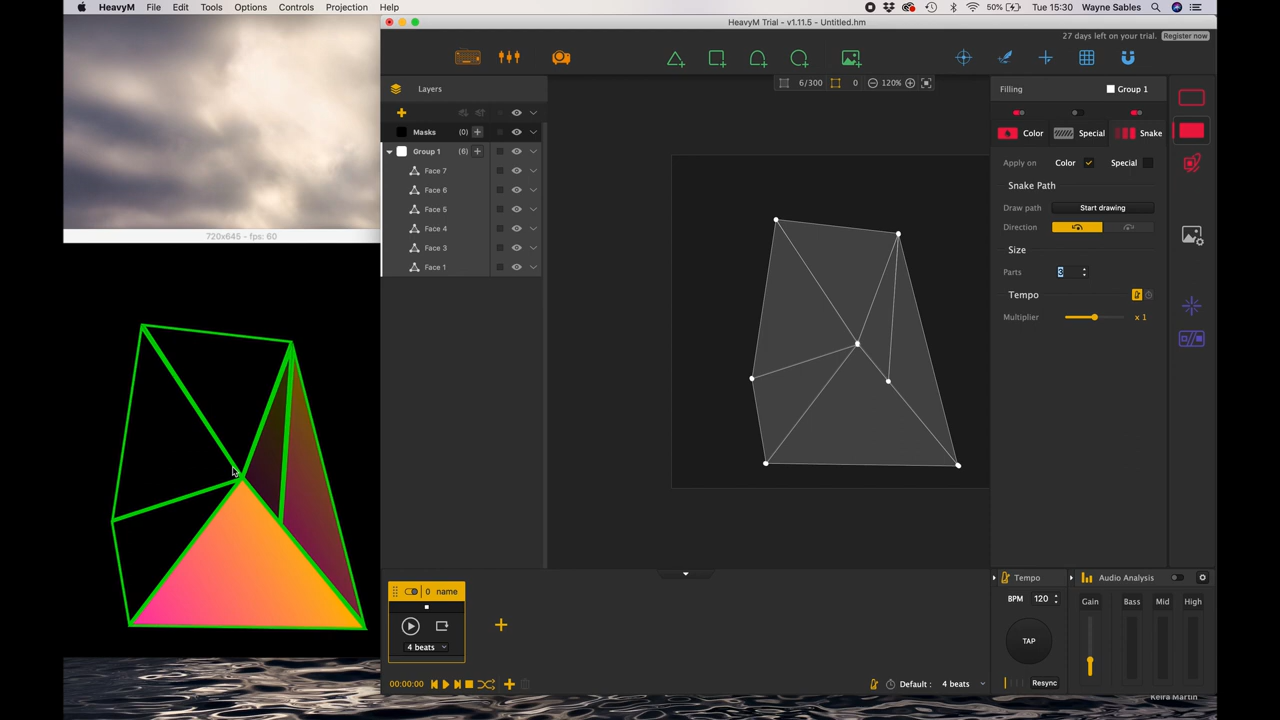 HeavyM File Edit Tools Options Controls Projection Help 50% Tue 15:30 Wayne Sables
HeavyM Trial - v1.11.5 - Untitled.hm
27 days left on your trial. Register now
6/300 0 120%
Layers
Filling Group 1
Masks (0)
Color Special Snake
Group 1 (6)
Apply on Color Special
Face 7
Snake Path
Face 6
Draw path Start drawing
Face 5
Direction
Face 4
720x645 - fps: 60
Size
Face 3
Face 1
Parts 3
Tempo
Multiplier x 1
Tempo Audio Analysis
0 name
BPM 120 Gain Bass Mid High
TAP
4 beats
00:00:00 Default : 4 beats Resync
Keira Martin